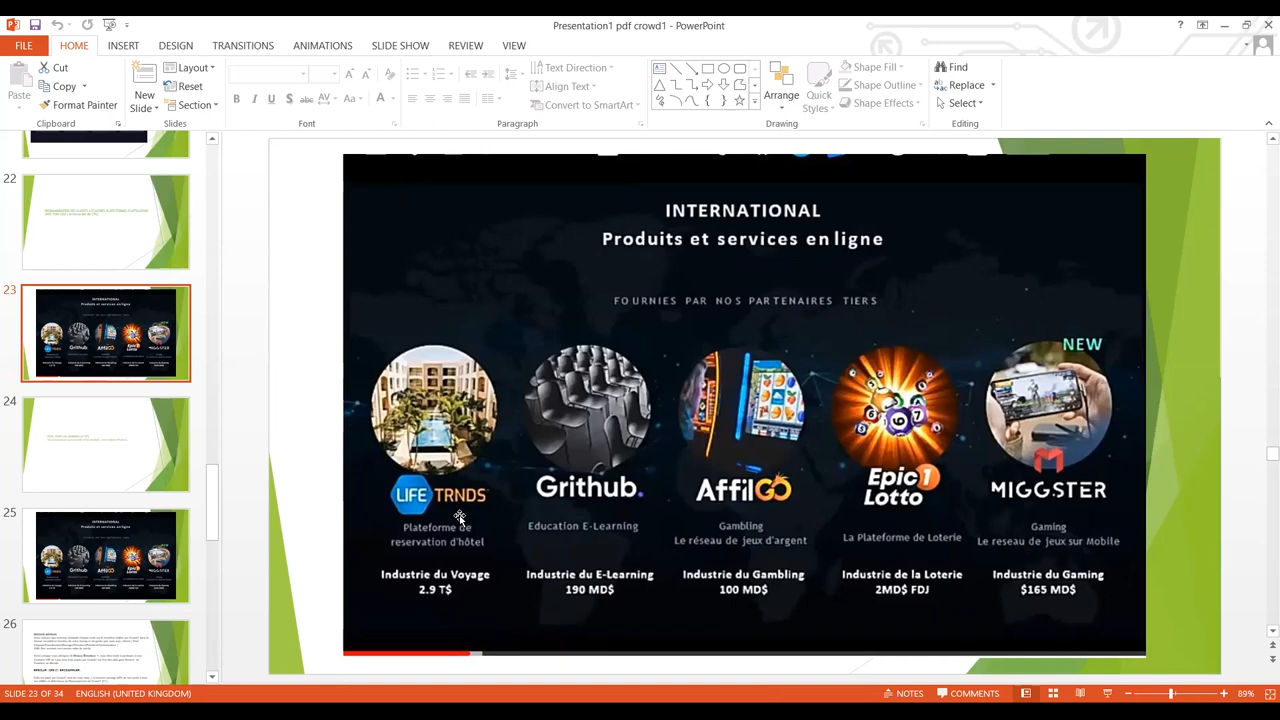 Presentation1 pdf crowd1 - PowerPoint
FILE HOME INSERT DESIGN TRANSITIONS ANIMATIONS SLIDE SHOW REVIEW VIEW
Cut
Copy
Format Painter
Paste
Clipboard
New
Slide
Layout
Reset
Section
Slides
Font
Text Direction
Align Text
Convert to SmartArt
Paragraph
Arrange
Quick
Styles
Shape Fill
Shape Outline
Shape Effects
Drawing
Find
Replace
Select
Editing
22
23
24
25
26
INTERNATIONAL
Produits et services en ligne
FOURNIES PAR NOS PARTENAIRES TIERS
NEW
LIFE TRNDS
Plateforme de
reservation d'hôtel
Industrie du Voyage
2.9 T$
Grithub.
Education E-Learning
Industrie du E-Learning
190 MD$
AffilGO
Gambling
Le réseau de jeux d'argent
100 MD$
Epic1
Lotto
La Plateforme de Loterie
Industrie de la Loterie
2MD$ FDJ
MIGGSTER
Gaming
Le reseau de jeux sur Mobile
Industrie du Gaming
$165 MD$
SLIDE 23 OF 34 ENGLISH (UNITED KINGDOM) NOTES COMMENTS 89%